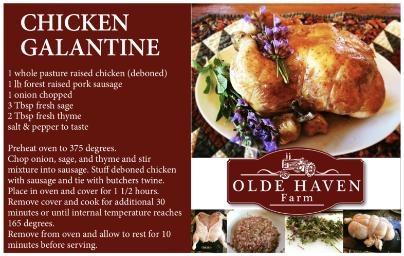 CHICKEN
GALANTINE
1 whole pasture raised chicken (deboned)
1 lb forest raised pork sausage
1 onion chopped
3 Tbsp fresh sage
2 Tbsp fresh thyme
salt & pepper to taste
Preheat oven to 375 degrees.
Chop onion, sage, and thyme and stir
mixture into sausage. Stuff deboned chicken
with sausage and tie with butchers twine.
Place in oven and cover for 1 1/2 hours.
Remove cover and cook for additional 30
minutes or until internal temperature reaches
165 degrees.
Remove from oven and allow to rest for 10
minutes before serving.
OLDE HAVEN
Farm